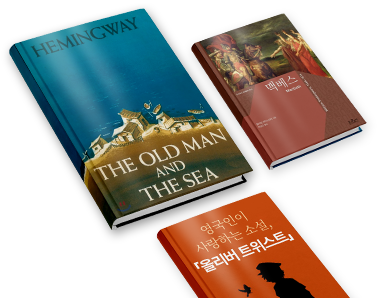 HEMINGWAY
THE OLD MAN
AND
THE SEA
맥베스
영국인이
사랑하는 소설,
「올리버 트위스트」